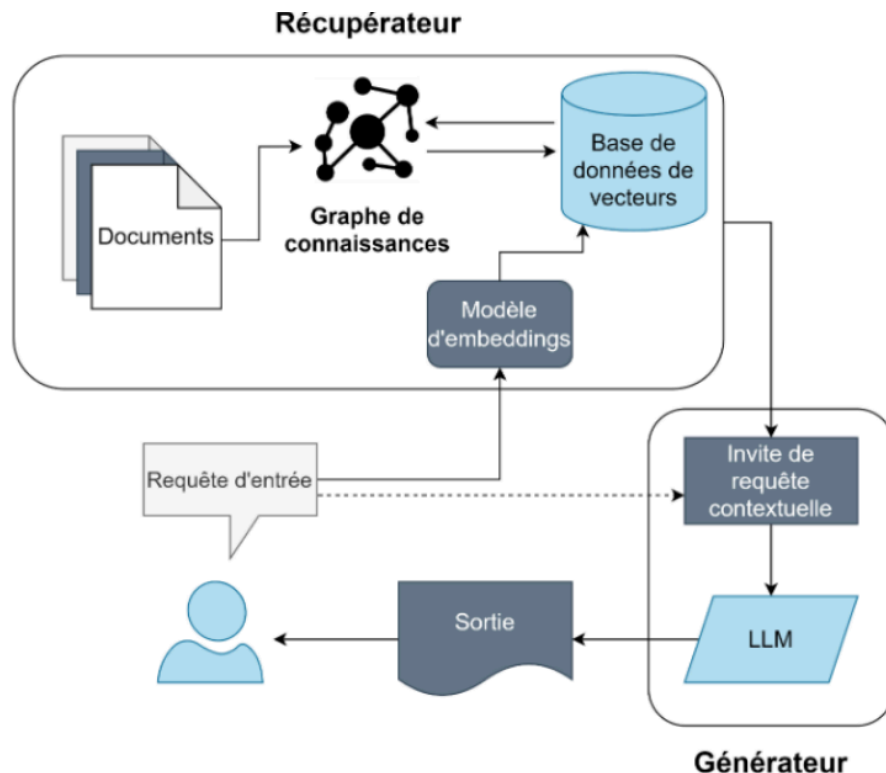 Récupérateur
Documents
Graphe de
connaissances
Base de
données de
vecteurs
Modèle
d'embeddings
Requête d'entrée
Invite de
requête
contextuelle
Sortie
LLM
Générateur